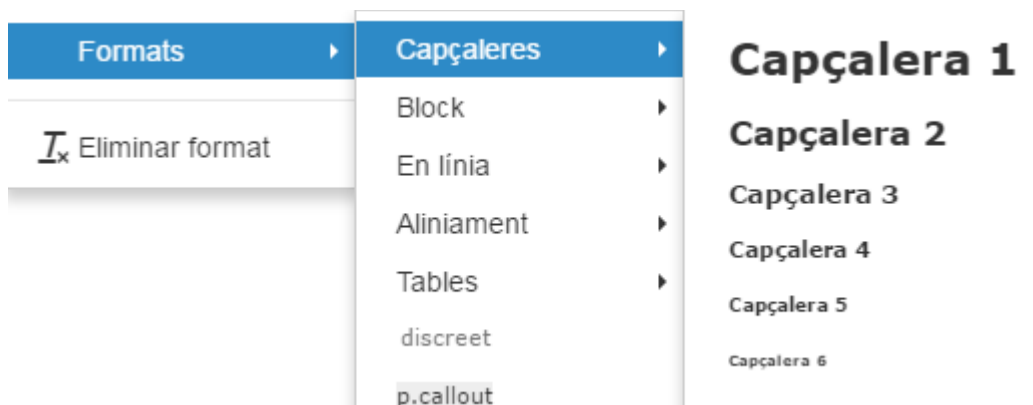 Formats
Eliminar format
Capçaleres
Block
En línia
Aliniament
Tables
discreet
p.callout
Capçalera 1
Capçalera 2
Capçalera 3
Capçalera 4
Capçalera 5
Capçalera 6